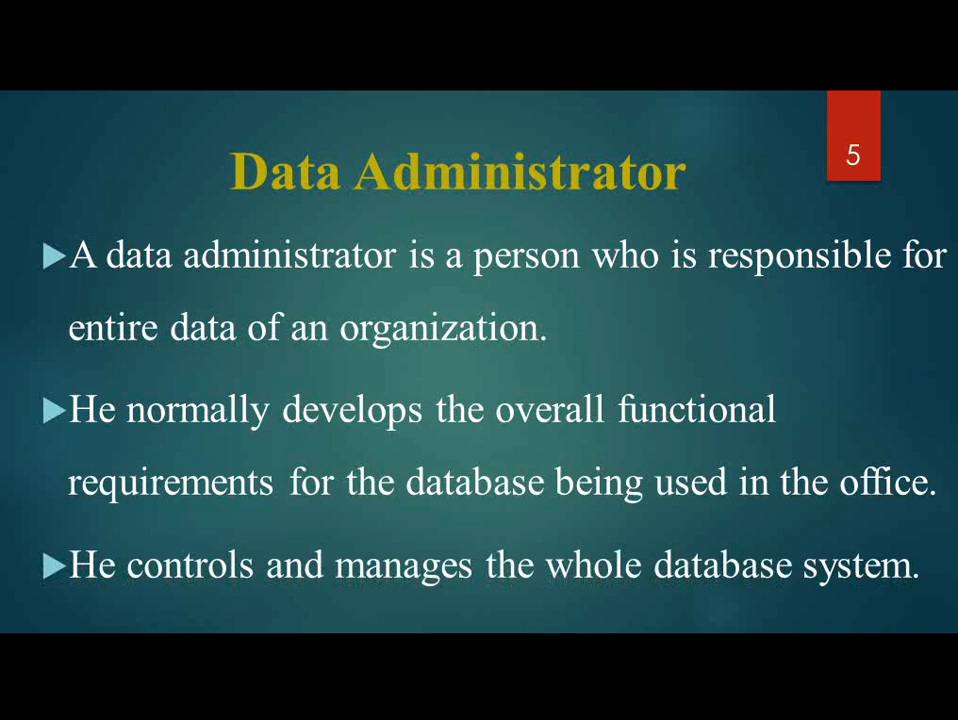 5
Data Administrator
A data administrator is a person who is responsible for
entire data of an organization.
He normally develops the overall functional
requirements for the database being used in the office.
He controls and manages the whole database system.